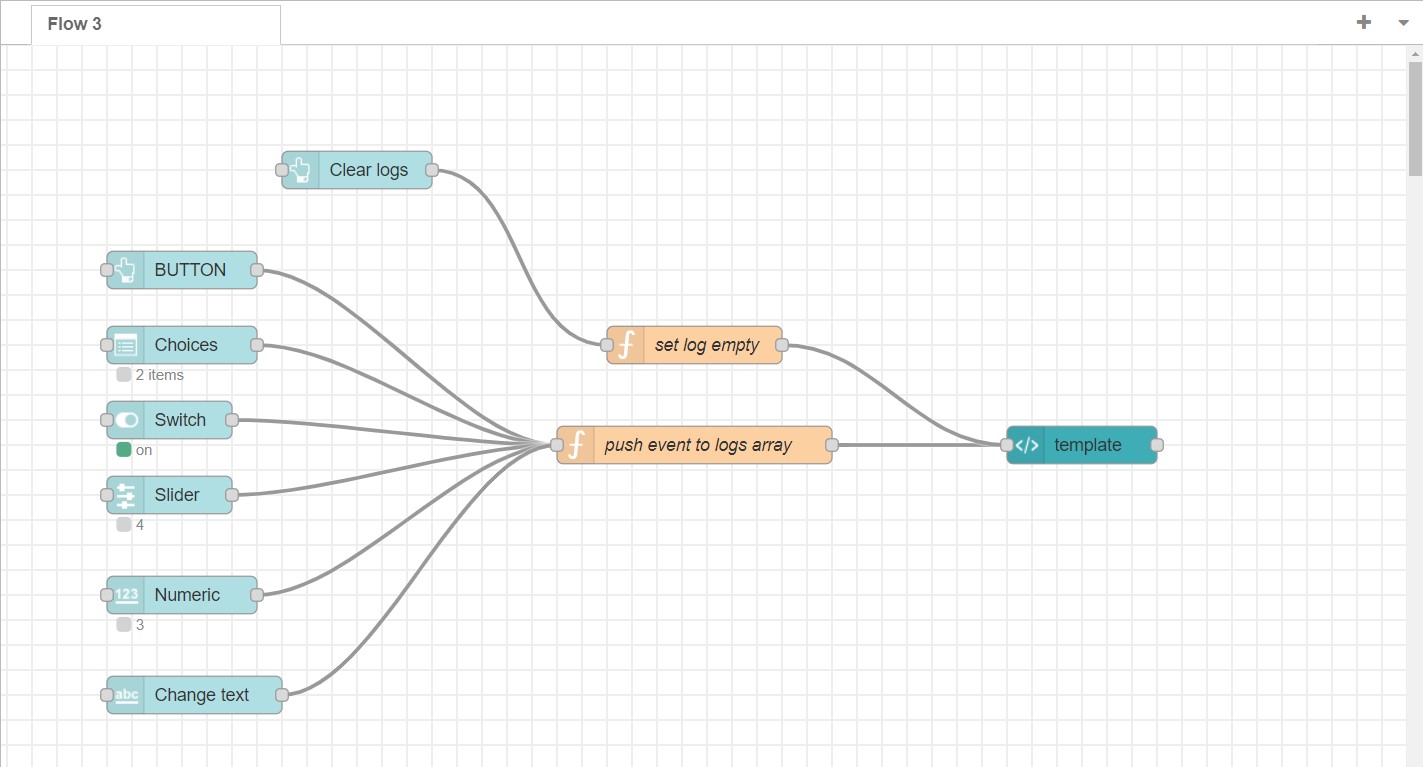 Flow 3
Clear logs
BUTTON
Choices
2 items
set log empty
Switch
on
push event to logs array
template
Slider
4
123 Numeric
3
abc Change text